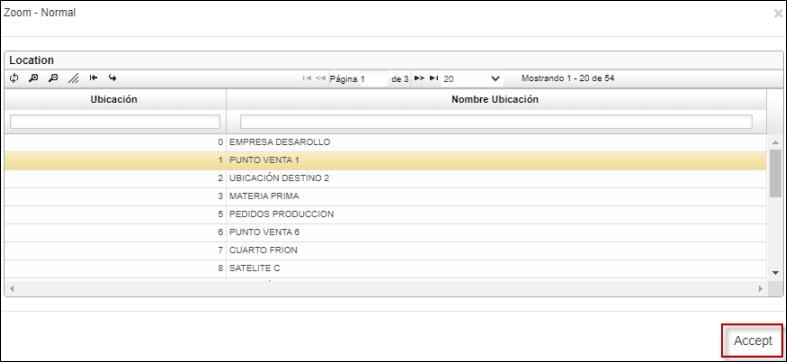 Zoom - Normal
Location
Página 1 de 3 20 Mostrando 1 - 20 de 54
Ubicación Nombre Ubicación
0 EMPRESA DESAROLLO
1 PUNTO VENTA 1
2 UBICACIÓN DESTINO 2
3 MATERIA PRIMA
5 PEDIDOS PRODUCCION
6 PUNTO VENTA 6
7 CUARTO FRION
8 SATELITE C
Accept